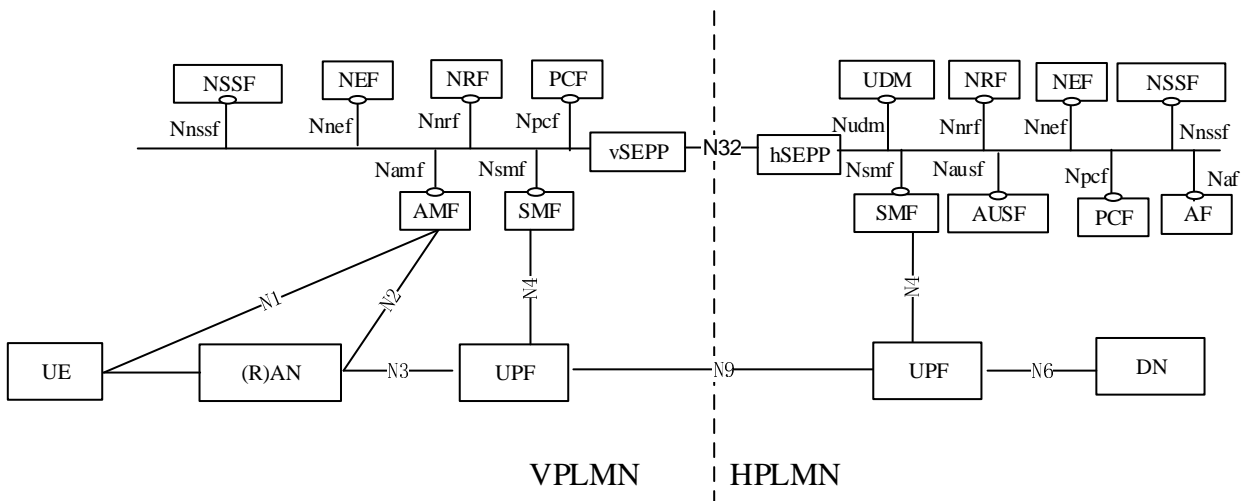 NSSF
NEF
NRF
PCF
UDM
NRF
NEF
NSSF
Nnssf
Nnef
Nnrf
Npcf
Nudm
Nnrf
Nnef
Nnssf
vSEPP
N32
hSEPP
Namf
Nsmf
Nsmf
Nausf
Npcf
Naf
AMF
SMF
SMF
AUSF
PCF
AF
N1
N2
N4
N4
UE
(R)AN
N3
UPF
N9
UPF
N6
DN
VPLMN
HPLMN